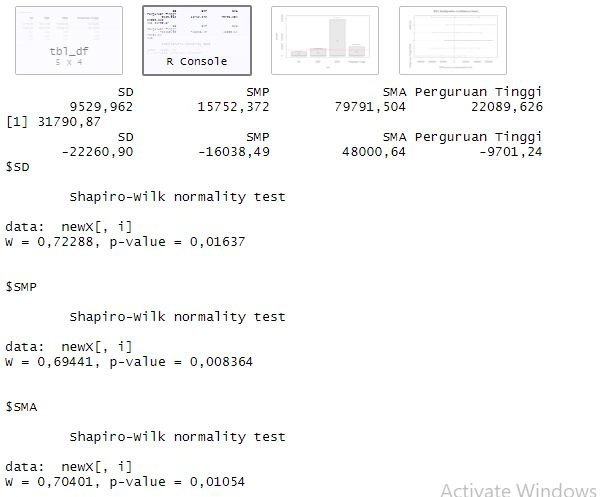 tbl_df
5 x 4
R Console
SD SMP SMA Perguruan Tinggi
9529,962 15752,372 79791,504 22089,626
[1] 31790,87
SD SMP SMA Perguruan Tinggi
-22260,90 -16038,49 48000,64 -9701,24
$SD
Shapiro-Wilk normality test
data: newX[, i]
W = 0,72288, p-value = 0,01637
$SMP
Shapiro-Wilk normality test
data: newX[, i]
W = 0,69441, p-value = 0,008364
$SMA
Shapiro-Wilk normality test
data: newX[, i]
W = 0,70401, p-value = 0,01054
Activate Windows